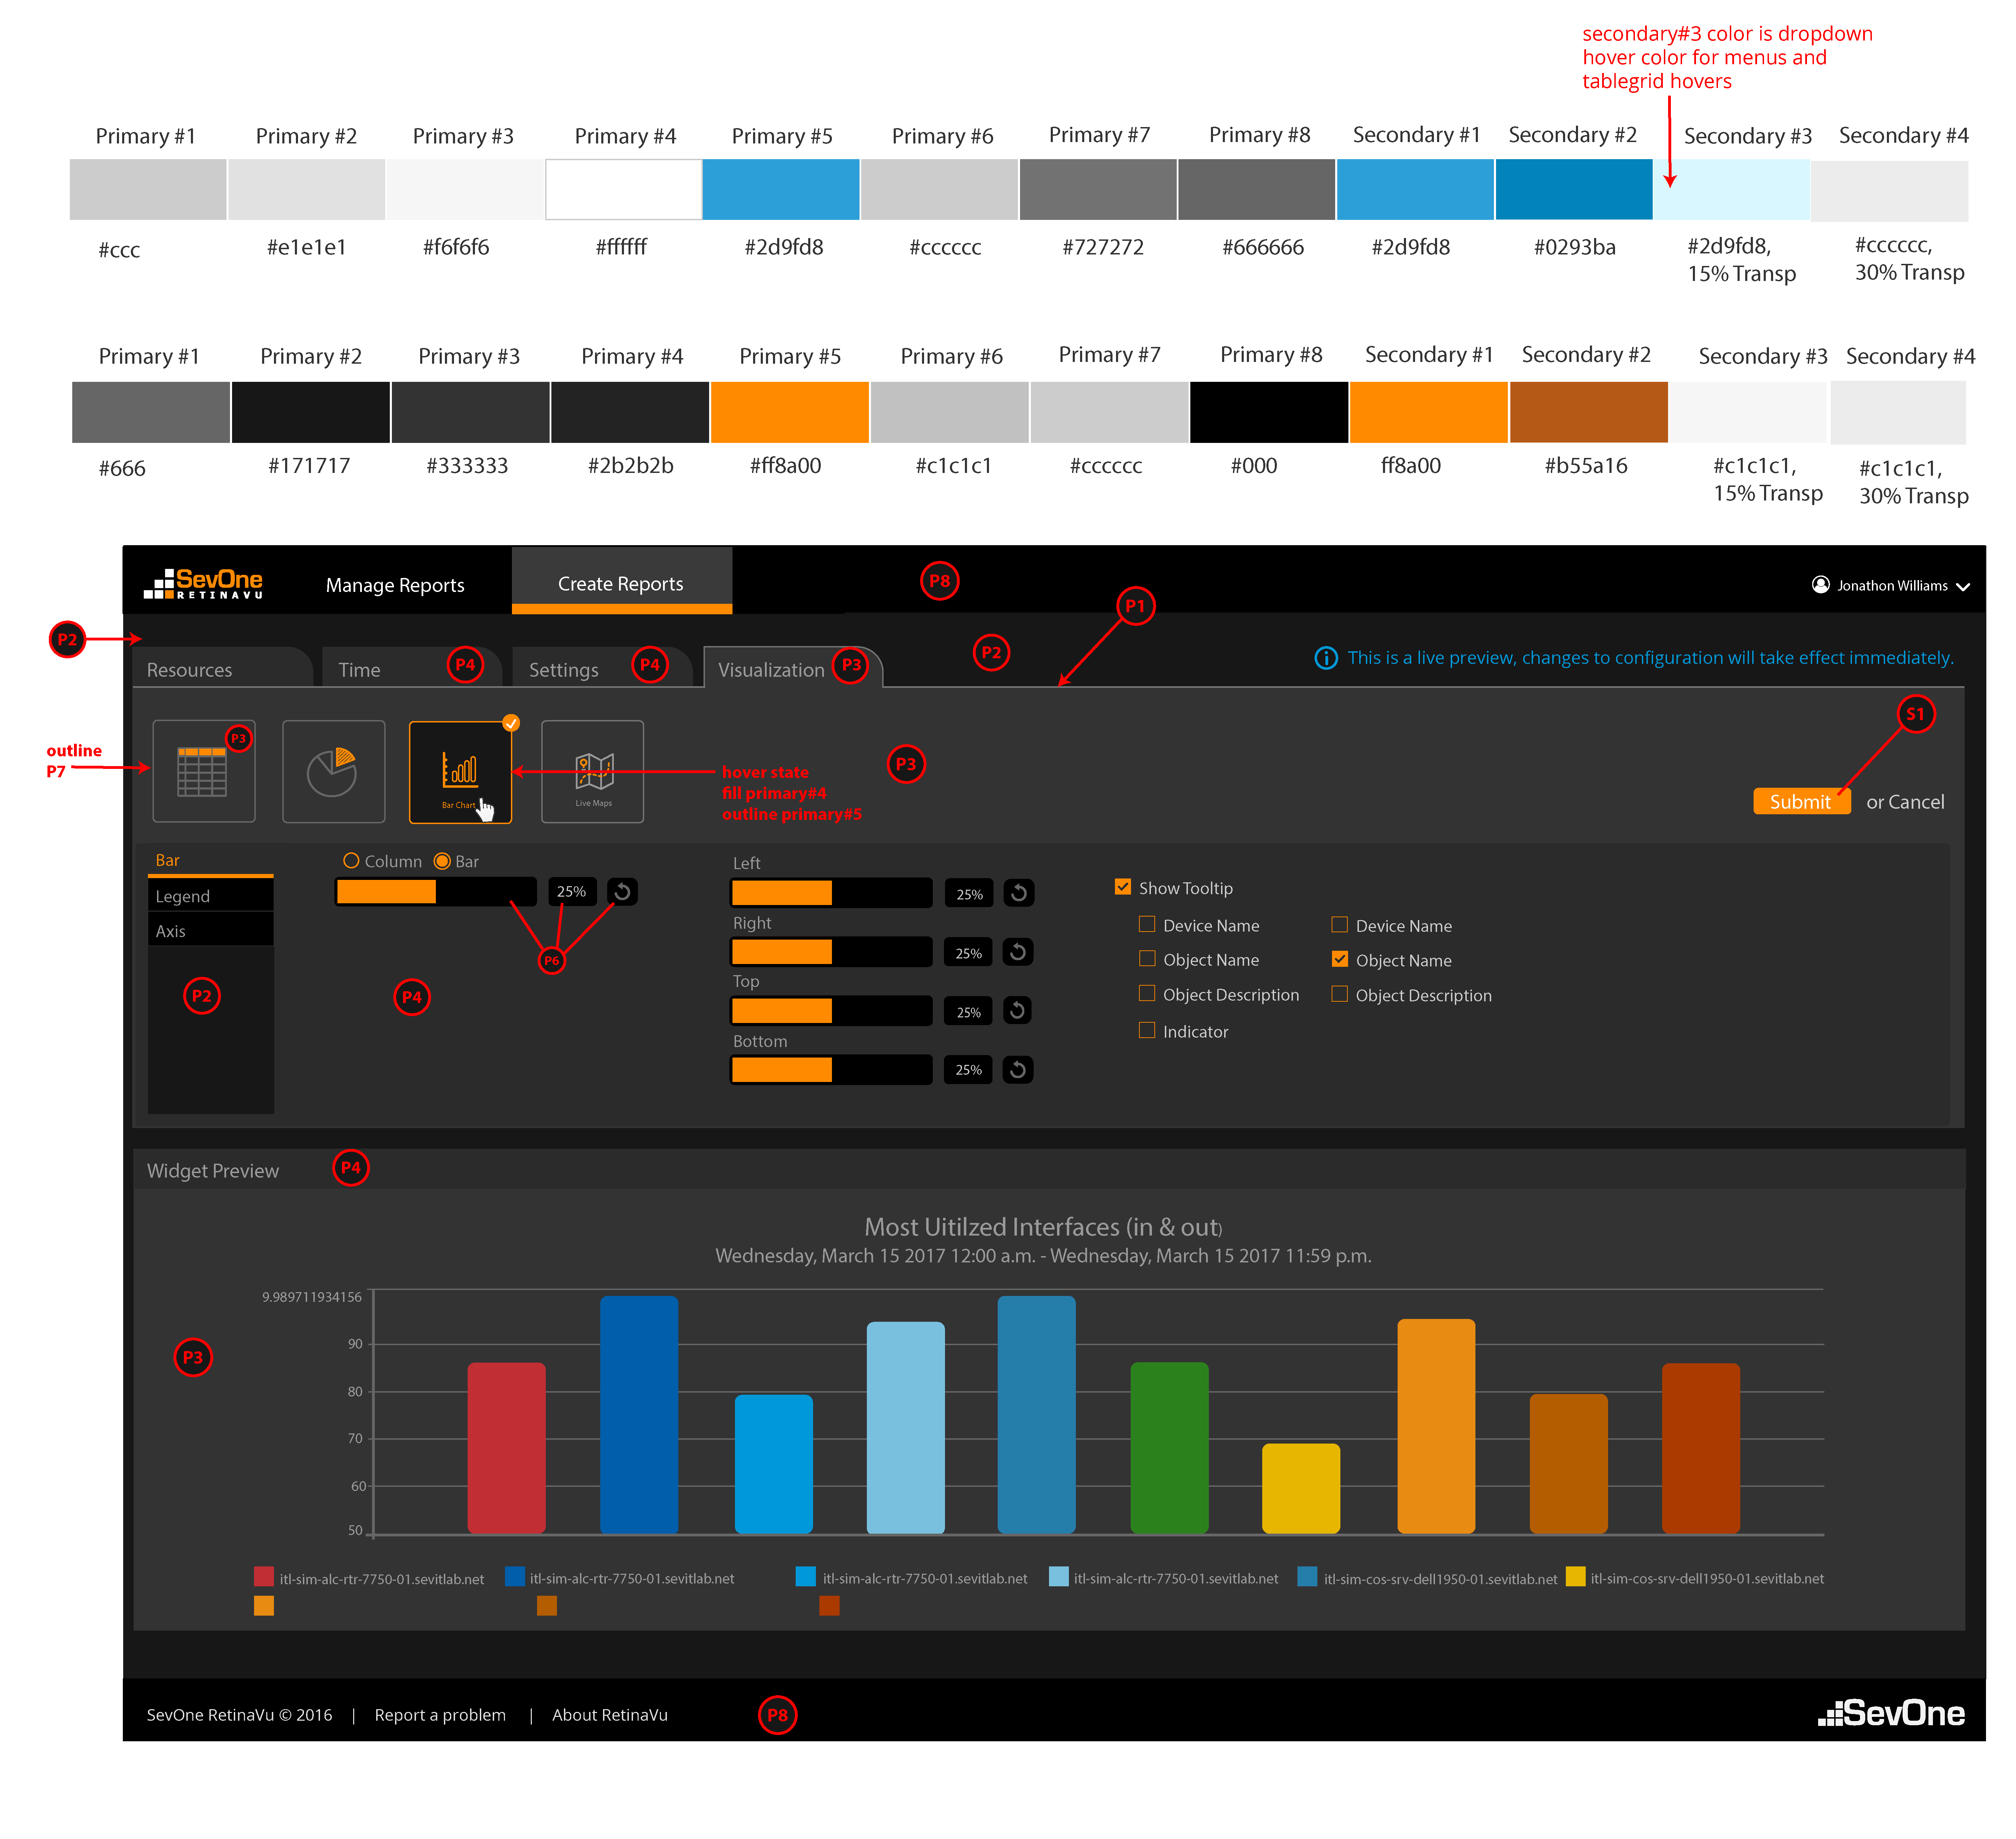 secondary#3 color is dropdown
hover color for menus and
tablegrid hovers
Primary #1 Primary #2 Primary #3 Primary #4 Primary #5 Primary #6 Primary #7 Primary #8 Secondary #1 Secondary #2 Secondary #3 Secondary #4
#ccc #e1e1e1 #f6f6f6 #ffffff #2d9fd8 #cccccc #727272 #666666 #2d9fd8 #0293ba #2d9fd8, #cccccc,
15% Transp 30% Transp
Primary #1 Primary #2 Primary #3 Primary #4 Primary #5 Primary #6 Primary #7 Primary #8 Secondary #1 Secondary #2 Secondary #3 Secondary #4
#666 #171717 #333333 #2b2b2b #ff8a00 #c1c1c1 #cccccc #000 ff8a00 #b55a16 #c1c1c1, #c1c1c1,
15% Transp 30% Transp
SevOne
RETINAVU
Manage Reports Create Reports P8 Jonathon Williams
P1
P2
Resources Time P4 Settings P4 Visualization P3 P2 This is a live preview, changes to configuration will take effect immediately.
S1
P3
outline
P7
Bar Chart
Live Maps
hover state
fill primary#4
outline primary#5
P3
Submit or Cancel
Bar
Legend
Axis
P2
Column Bar
25%
P6
P4
Left
25%
Right
25%
Top
25%
Bottom
25%
Show Tooltip
Device Name Device Name
Object Name Object Name
Object Description Object Description
Indicator
Widget Preview P4
Most Uitilzed Interfaces (in & out)
Wednesday, March 15 2017 12:00 a.m. - Wednesday, March 15 2017 11:59 p.m.
9.989711934156
P3
90
80
70
60
50
itl-sim-alc-rtr-7750-01.sevitlab.net itl-sim-alc-rtr-7750-01.sevitlab.net itl-sim-alc-rtr-7750-01.sevitlab.net itl-sim-alc-rtr-7750-01.sevitlab.net itl-sim-cos-srv-dell1950-01.sevitlab.net itl-sim-cos-srv-dell1950-01.sevitlab.net
SevOne RetinaVu © 2016 | Report a problem | About RetinaVu P8 SevOne